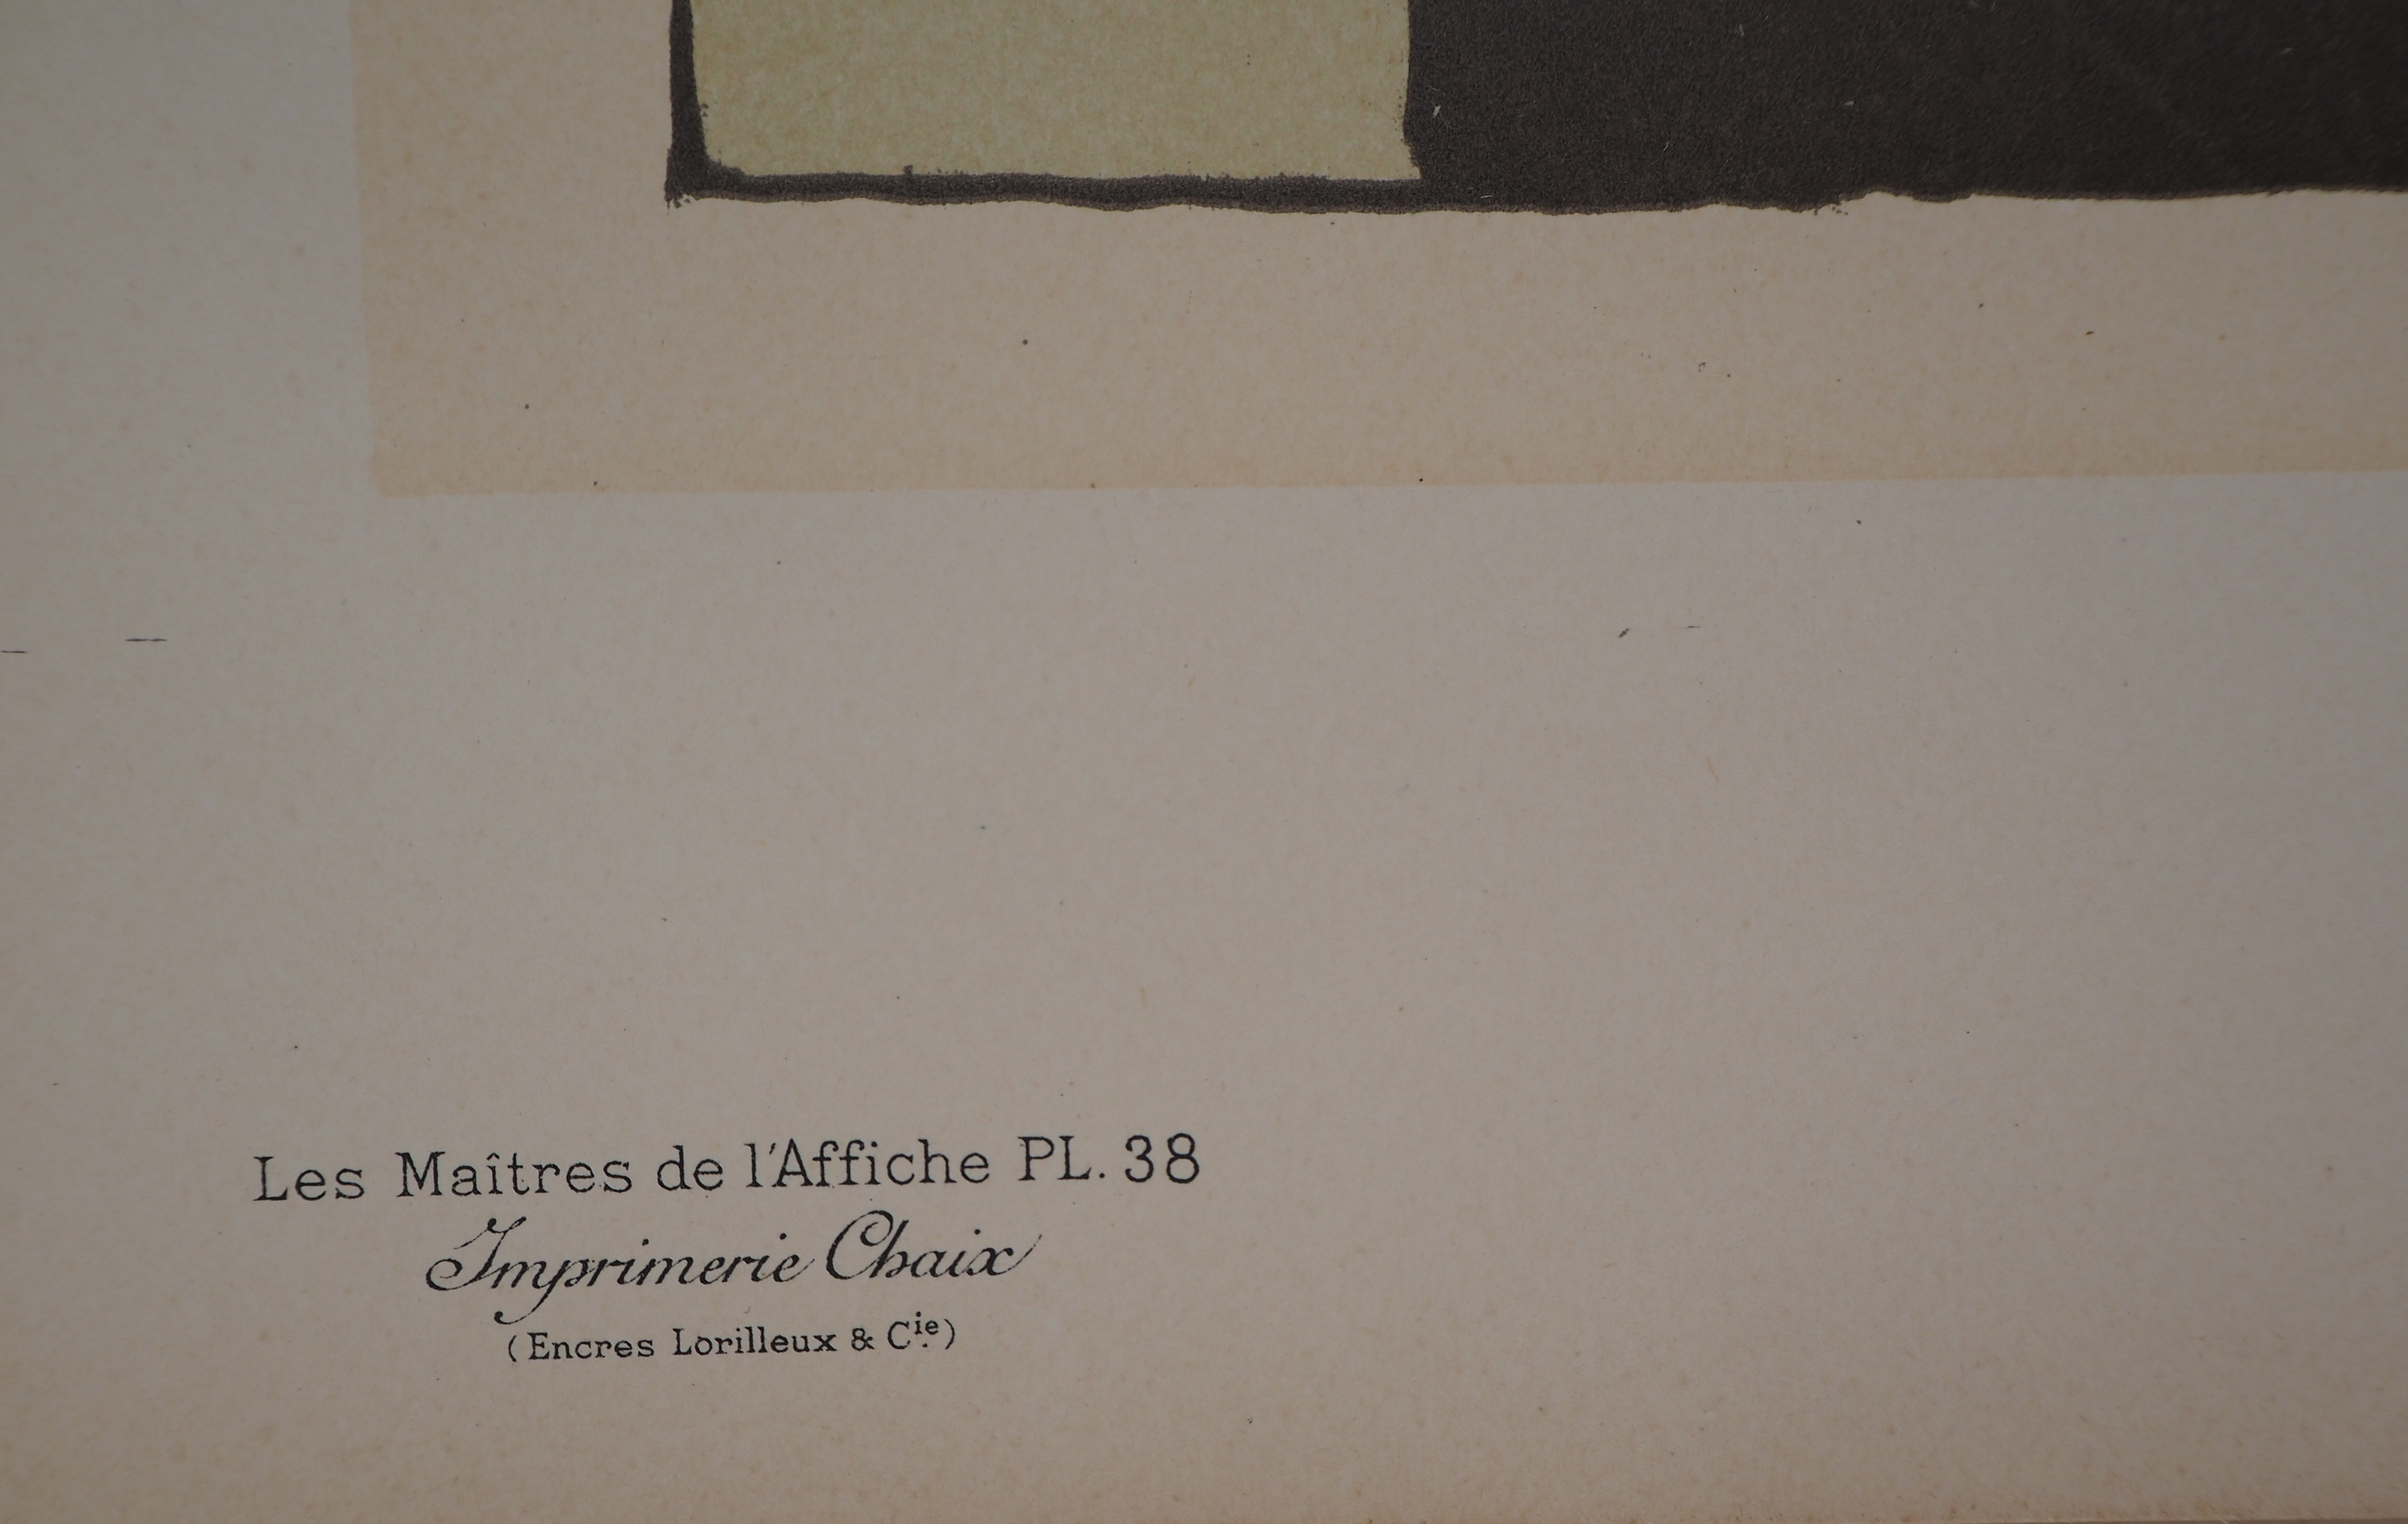 Les Maîtres de l'Affiche PL. 38
Imprimerie Chaix
(Encres Lorilleux & Cie.)